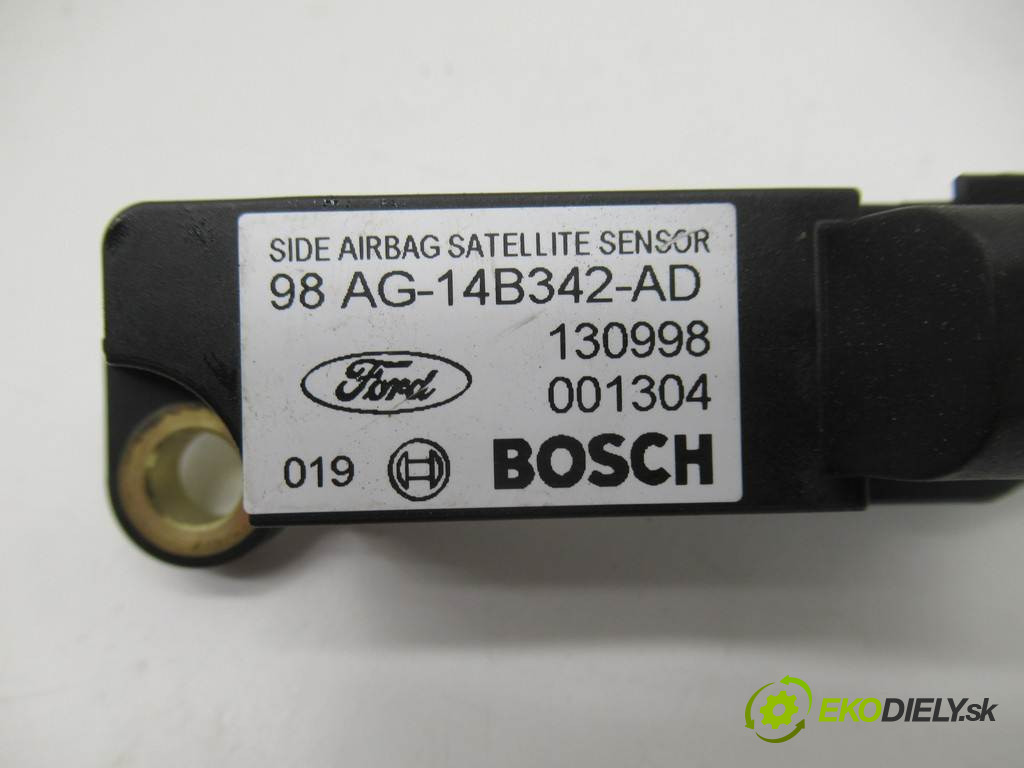 SIDE AIRBAG SATELLITE SENSOR
98 AG-14B342-AD
130998
Ford
001304
019
BOSCH
EKODIELY.sk